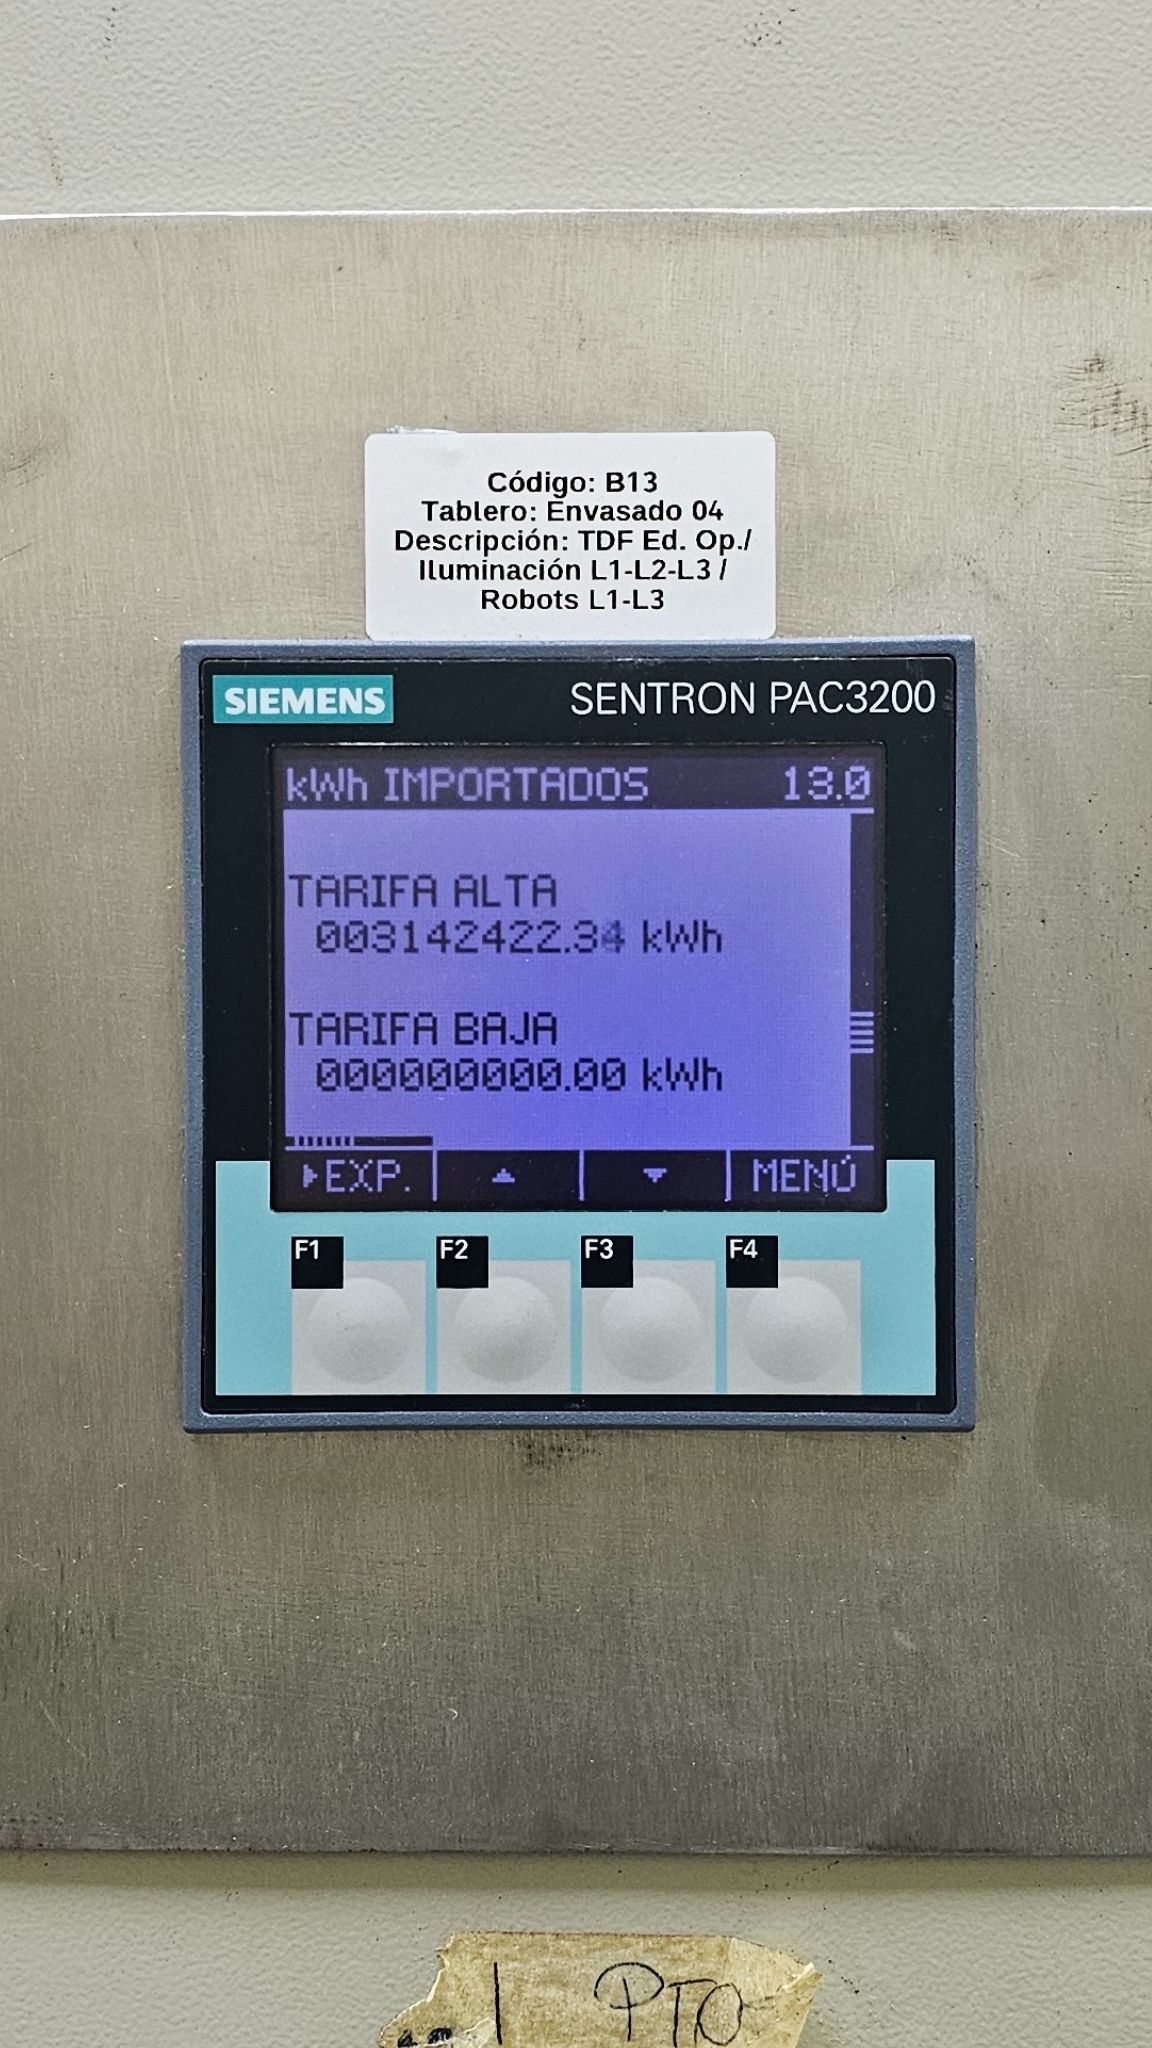 Código: B13
Tablero: Envasado 04
Descripción: TDF Ed. Op./
Iluminación L1-L2-L3 /
Robots L1-L3
SIEMENS SENTRON PAC3200
kWh IMPORTADOS 13.0
TARIFA ALTA
003142422.34 kWh
TARIFA BAJA
000000000.00 kWh
▸EXP. ▲ ▼ MENÚ
F1 F2 F3 F4
1 PTO